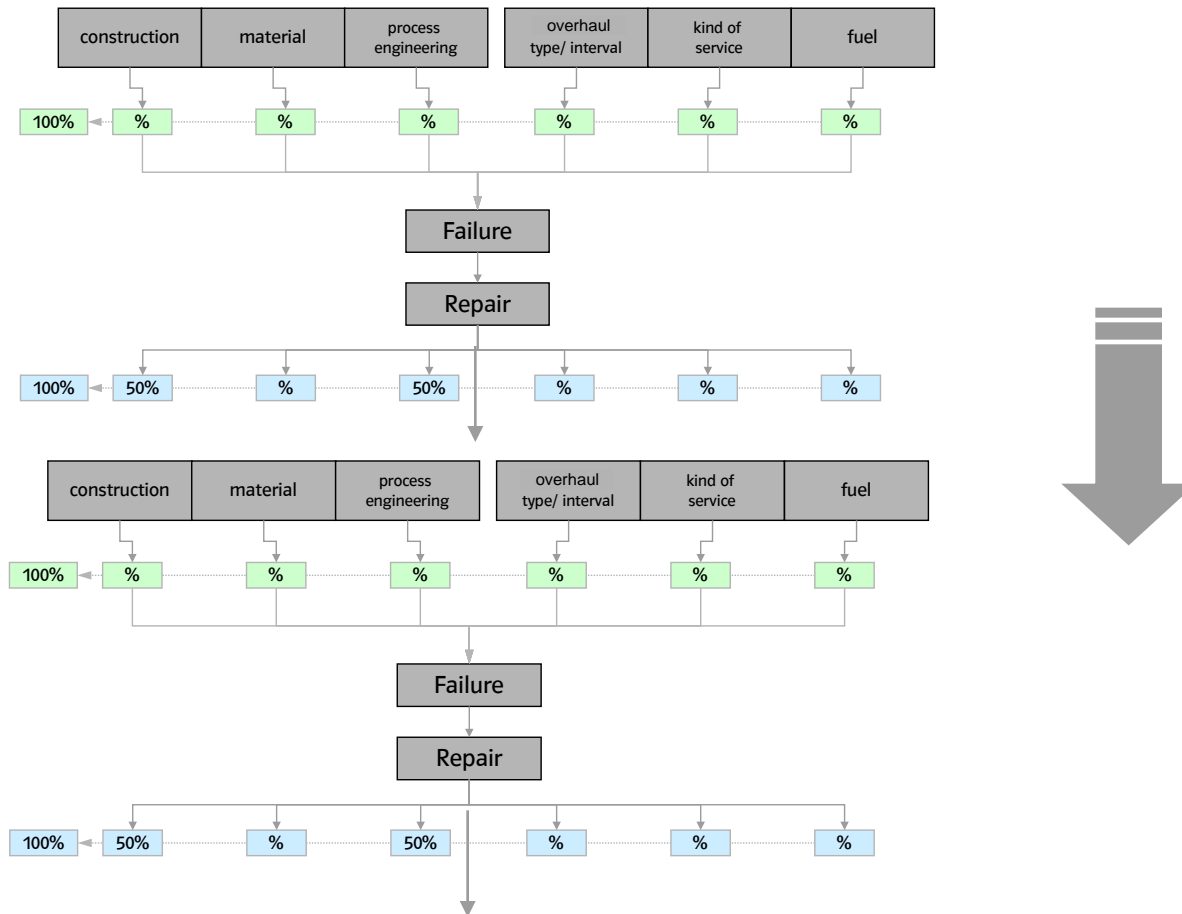 construction
material
process
engineering
overhaul
type/ interval
kind of
service
fuel
100%
%
%
%
%
%
%
Failure
Repair
100%
50%
%
50%
%
%
%
construction
material
process
engineering
overhaul
type/ interval
kind of
service
fuel
100%
%
%
%
%
%
%
Failure
Repair
100%
50%
%
50%
%
%
%